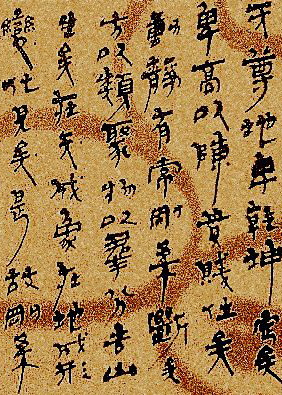 天尊地卑乾坤定矣
卑高以陳貴賤位矣
動靜有常剛柔斷矣
方以類聚物以羣分吉凶
生矣在天成象在地成形
變化見矣是故剛柔